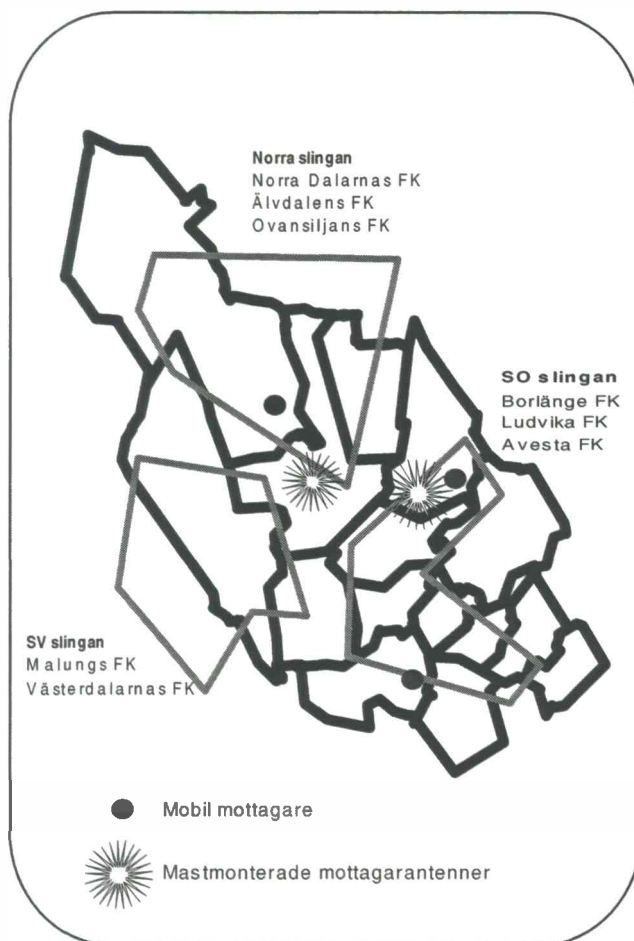 Norra slingan
Norra Dalarnas FK
Älvdalens FK
Ovansiljans FK
SO slingan
Borlänge FK
Ludvika FK
Avesta FK
SV slingan
Malungs FK
Västerdalarnas FK
Mobil mottagare
Mastmonterade mottagarantenner